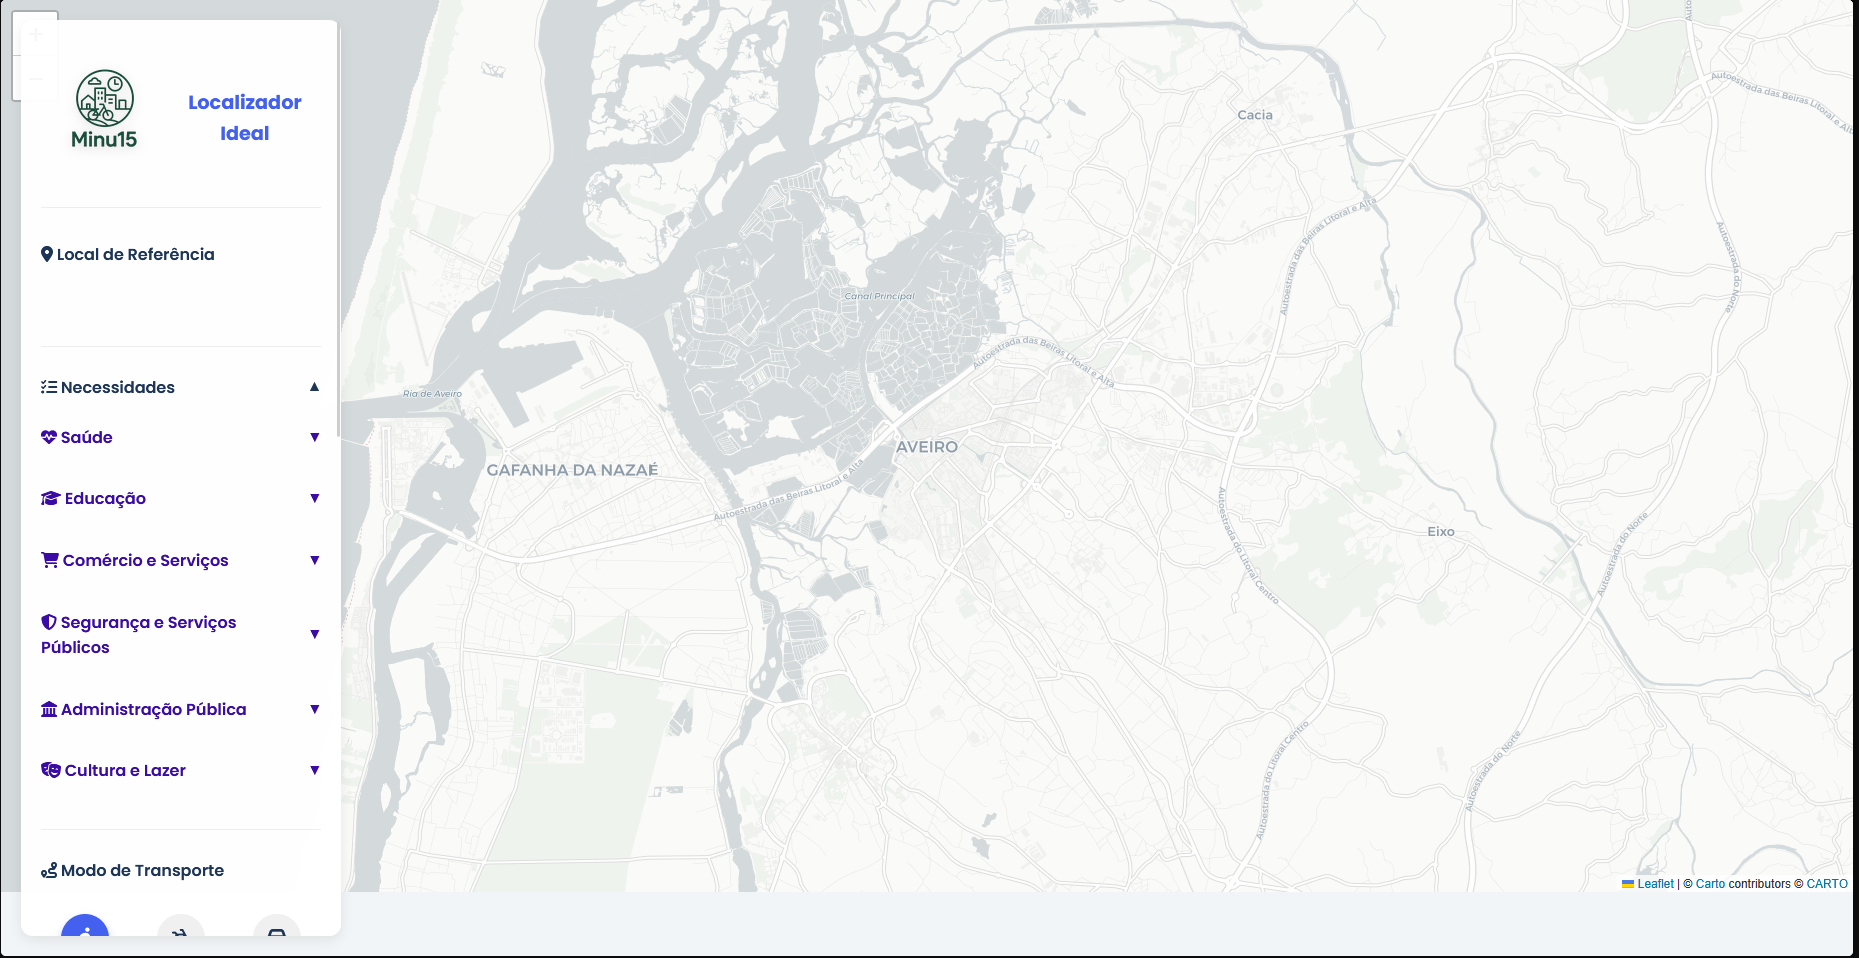 Minu15
Localizador
Ideal
Local de Referência
Necessidades ▲
Saúde ▼
Educação ▼
Comércio e Serviços ▼
Segurança e Serviços
Públicos ▼
Administração Pública ▼
Cultura e Lazer ▼
Modo de Transporte
Cacia
Autoestrada das Beiras Litoral e Alta
Autoestrada das Beiras Litoral e Alta
Autoestrada do Norte
Canal Principal
Autoestrada das Beiras Litoral e Alta
Ria de Aveiro
AVEIRO
GAFANHA DA NAZAÉ
Autoestrada das Beiras Litoral e Alta
Autoestrada do Litoral Centro
Eixo
Autoestrada do Norte
Autoestrada do Litoral Centro
Autoestrada do Norte
Leaflet | © Carto contributors © CARTO